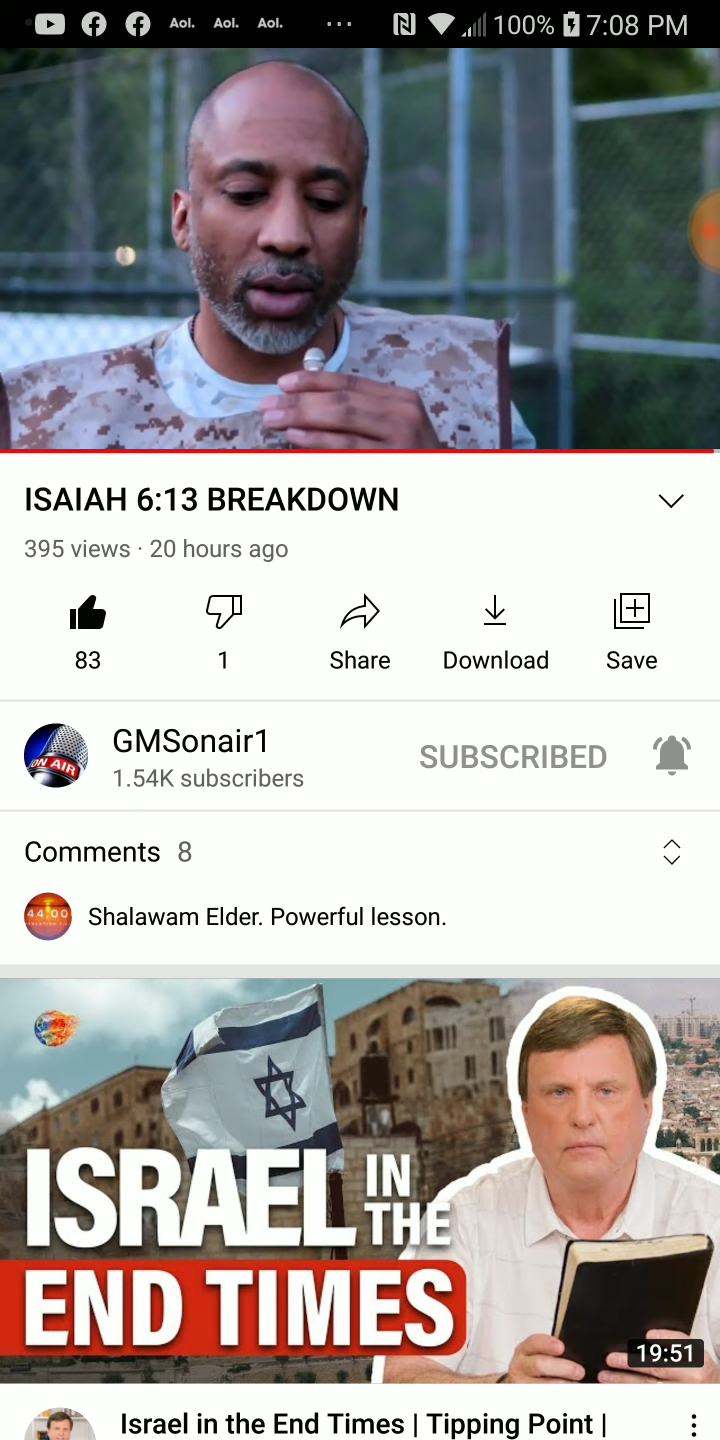 Aol. Aol. Aol. ... 100% 7:08 PM
ISAIAH 6:13 BREAKDOWN
395 views · 20 hours ago
83 1 Share Download Save
ON AIR
GMSonair1
1.54K subscribers
SUBSCRIBED
Comments 8
44,00
Shalawam Elder. Powerful lesson.
ISRAEL IN THE
END TIMES
19:51
Israel in the End Times | Tipping Point |